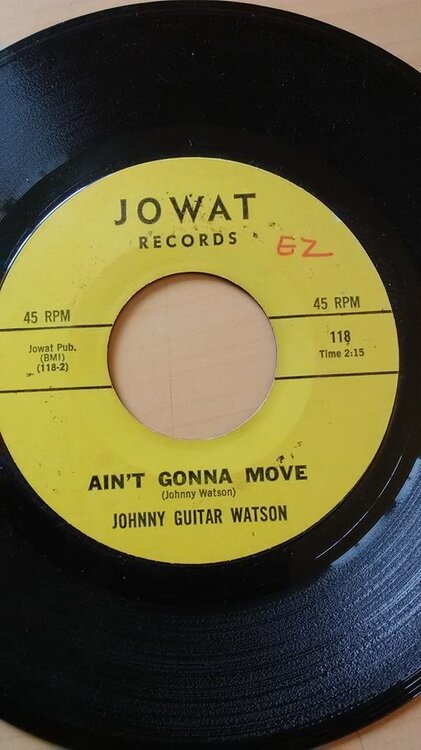 JOWAT
RECORDS
EZ
45 RPM
45 RPM
Jowat Pub.
(BMI)
(118-2)
118
Time 2:15
AIN'T GONNA MOVE
(Johnny Watson)
JOHNNY GUITAR WATSON